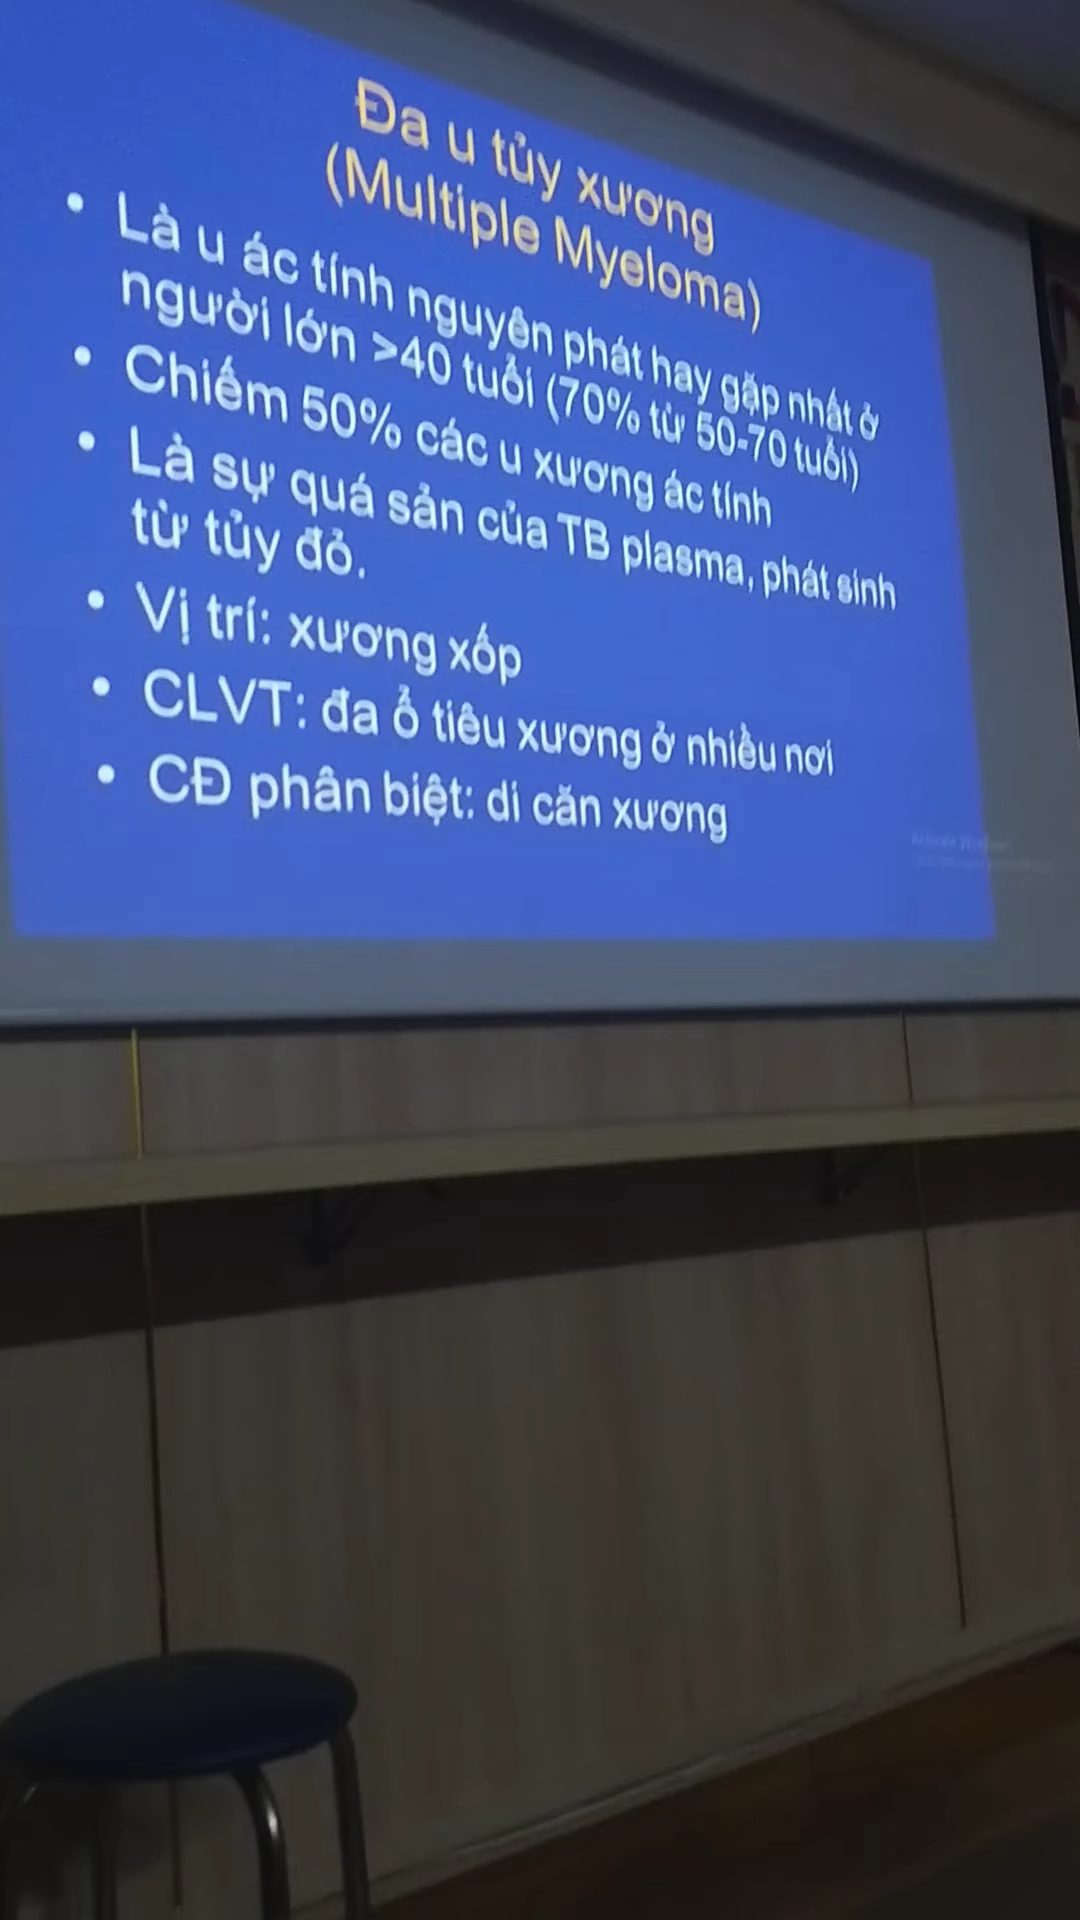 Đa u tủy xương
(Multiple Myeloma)
• Là u ác tính nguyên phát hay gặp nhất ở
người lớn >40 tuổi (70% từ 50-70 tuổi)
• Chiếm 50% các u xương ác tính
• Là sự quá sản của TB plasma, phát sinh
từ tủy đỏ.
• Vị trí: xương xốp
• CLVT: đa ổ tiêu xương ở nhiều nơi
• CĐ phân biệt: di căn xương